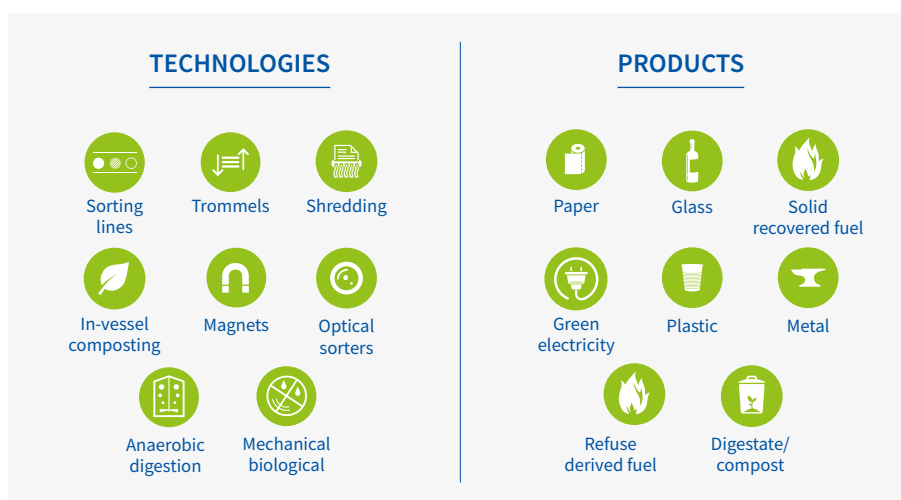 TECHNOLOGIES
Sorting
lines
Trommels
Shredding
In-vessel
composting
Magnets
Optical
sorters
Anaerobic
digestion
Mechanical
biological
PRODUCTS
Paper
Glass
Solid
recovered fuel
Green
electricity
Plastic
Metal
Refuse
derived fuel
Digestate/
compost